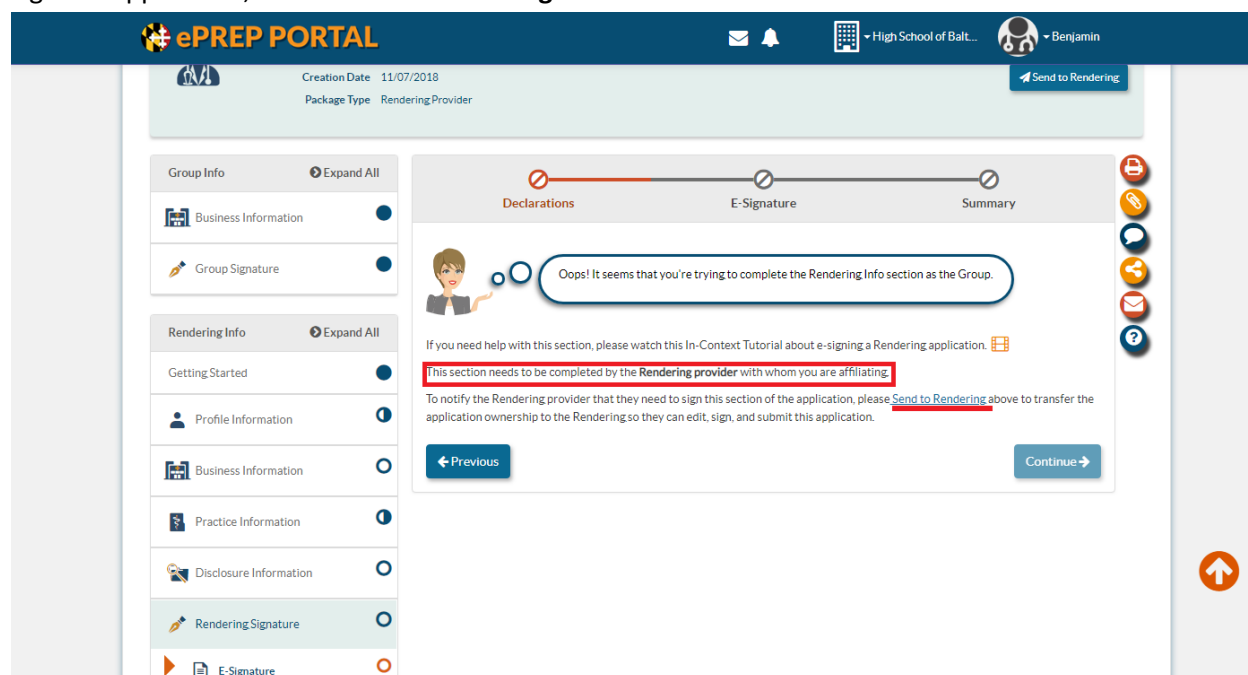 ePREP PORTAL
High School of Balt...
Benjamin
Creation Date 11/07/2018
Package Type Rendering Provider
Send to Rendering
Group Info
Expand All
Business Information
Group Signature
Rendering Info
Expand All
Getting Started
Profile Information
Business Information
Practice Information
Disclosure Information
Rendering Signature
E-Signature
Declarations
E-Signature
Summary
Oops! It seems that you're trying to complete the Rendering Info section as the Group.
If you need help with this section, please watch this In-Context Tutorial about e-signing a Rendering application.
This section needs to be completed by the Rendering provider with whom you are affiliating.
To notify the Rendering provider that they need to sign this section of the application, please Send to Rendering above to transfer the
application ownership to the Rendering so they can edit, sign, and submit this application.
Previous
Continue